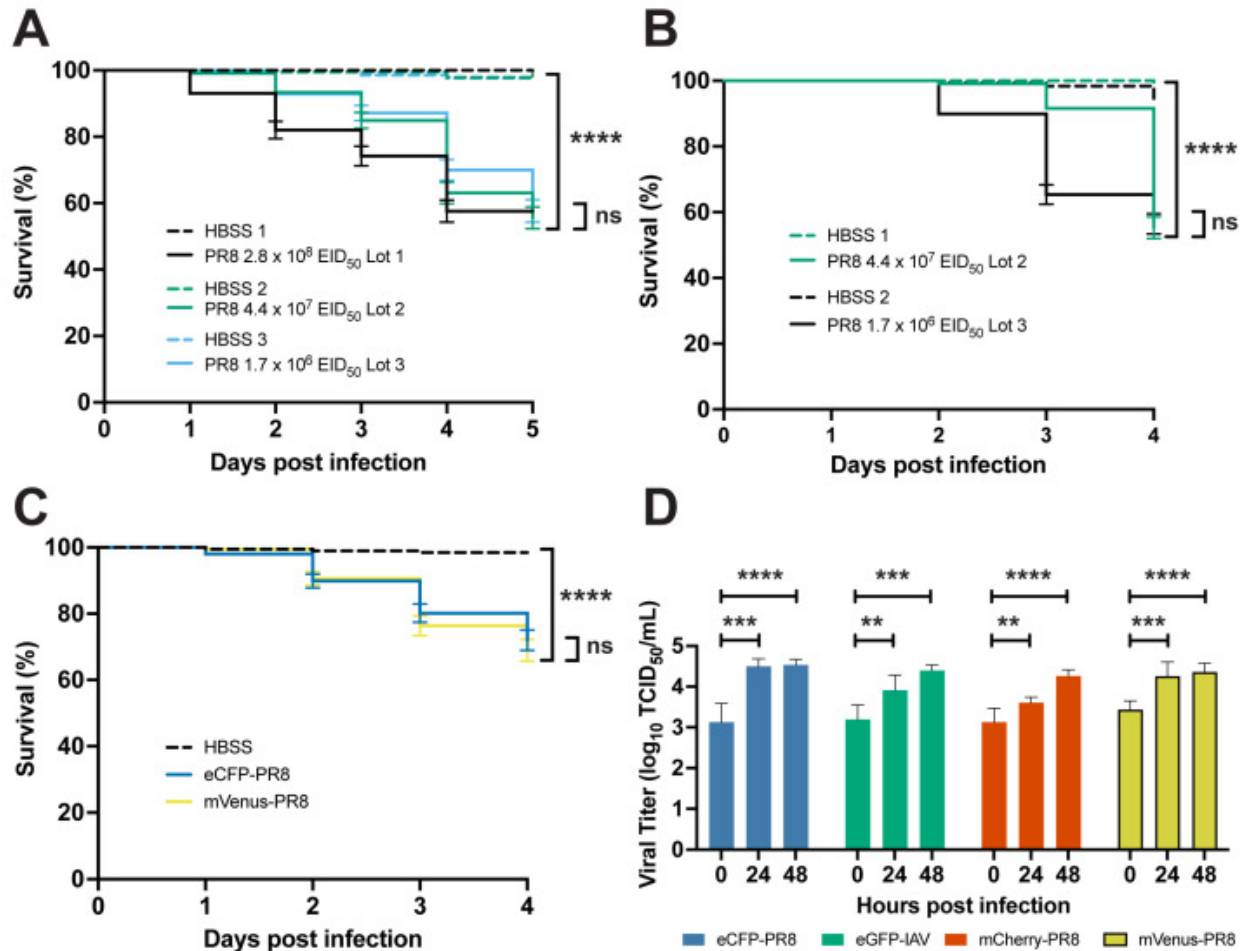 A
100
80
60
40
20
0
Survival (%)
0 1 2 3 4 5
Days post infection
HBSS 1
PR8 2.8 x 10⁸ EID₅₀ Lot 1
HBSS 2
PR8 4.4 x 10⁷ EID₅₀ Lot 2
HBSS 3
PR8 1.7 x 10⁶ EID₅₀ Lot 3
****
ns
B
100
80
60
40
20
0
Survival (%)
0 1 2 3 4
Days post infection
HBSS 1
PR8 4.4 x 10⁷ EID₅₀ Lot 2
HBSS 2
PR8 1.7 x 10⁶ EID₅₀ Lot 3
****
ns
C
100
80
60
40
20
0
Survival (%)
0 1 2 3 4
Days post infection
HBSS
eCFP-PR8
mVenus-PR8
****
ns
D
**** *** **** ****
*** ** ** ***
5
4
3
2
1
0
Viral Titer (log₁₀ TCID₅₀/mL)
0 24 48 0 24 48 0 24 48 0 24 48
Hours post infection
eCFP-PR8 eGFP-IAV mCherry-PR8 mVenus-PR8